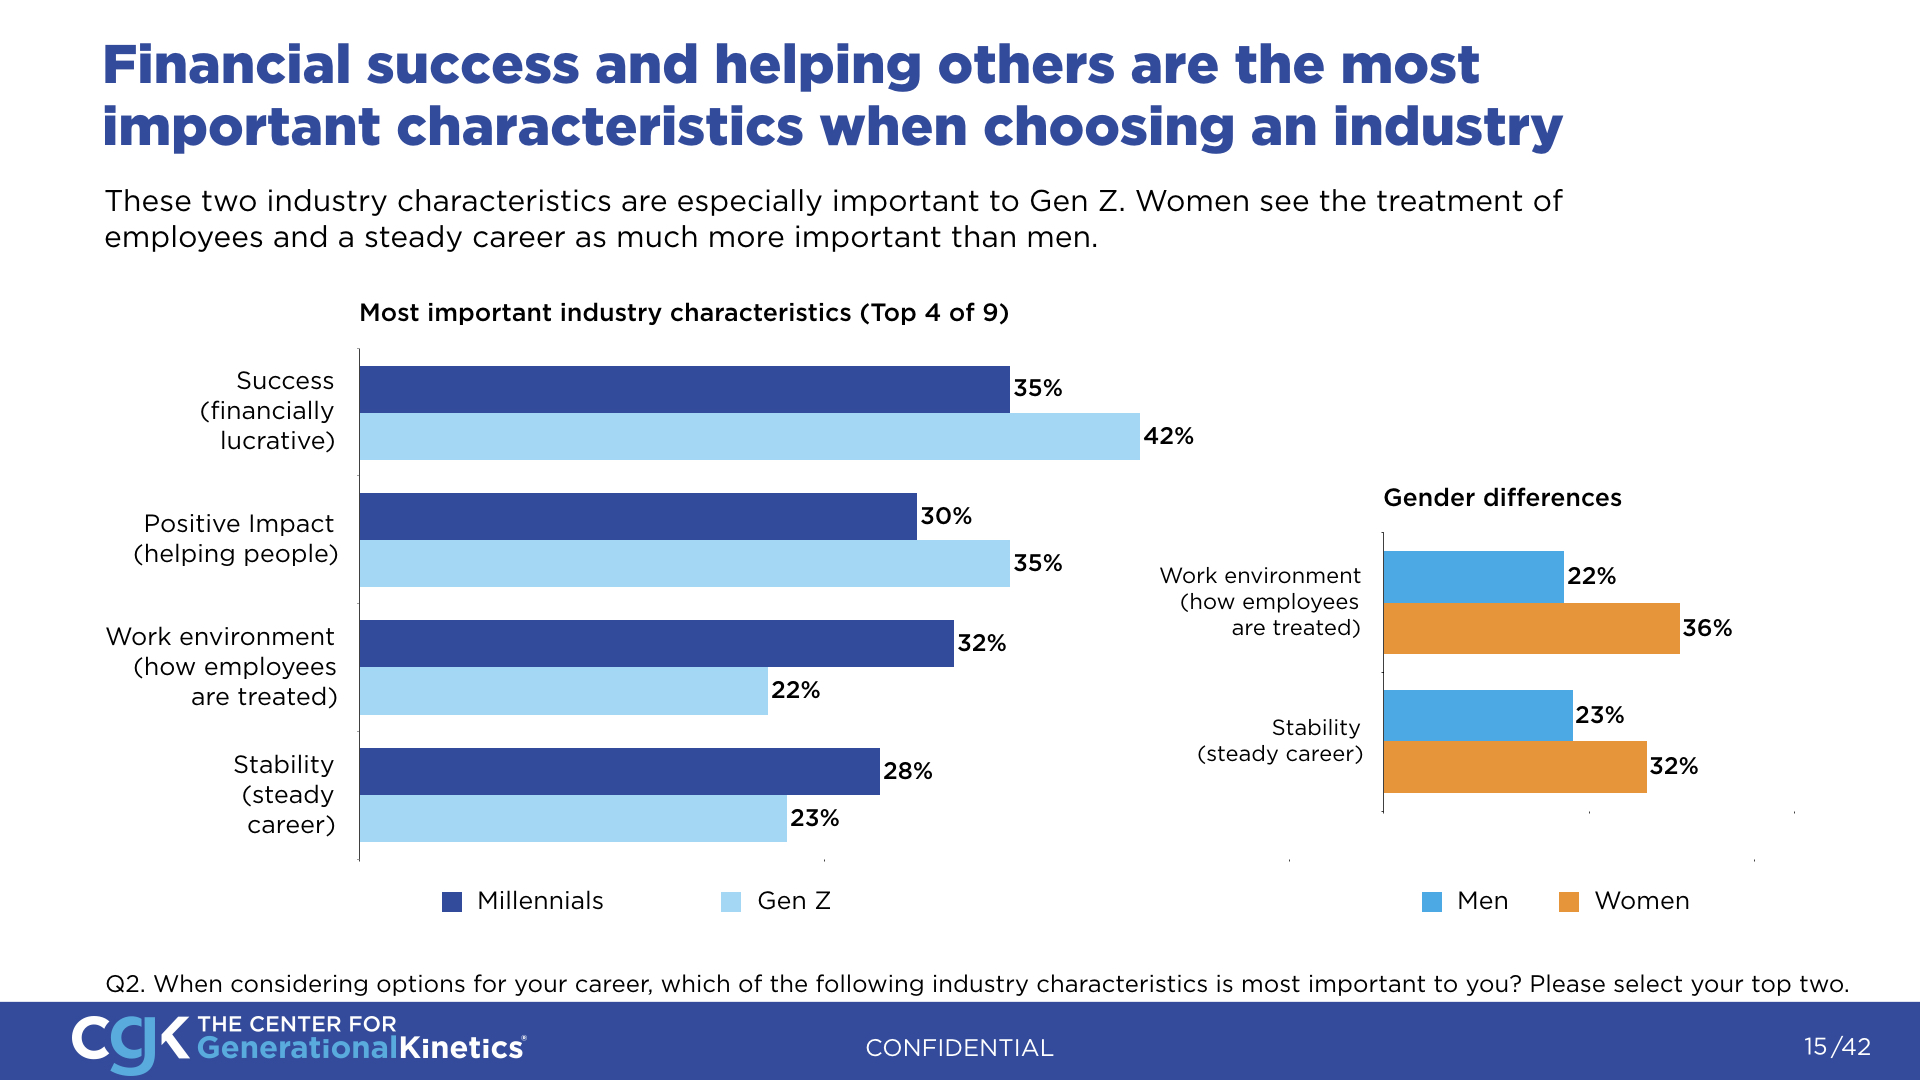 Financial success and helping others are the most
important characteristics when choosing an industry
These two industry characteristics are especially important to Gen Z. Women see the treatment of
employees and a steady career as much more important than men.
Most important industry characteristics (Top 4 of 9)
Success
(financially
lucrative)
35%
42%
Positive Impact
(helping people)
30%
35%
Work environment
(how employees
are treated)
32%
22%
Stability
(steady
career)
28%
23%
Millennials
Gen Z
Gender differences
Work environment
(how employees
are treated)
22%
36%
Stability
(steady career)
23%
32%
Men
Women
Q2. When considering options for your career, which of the following industry characteristics is most important to you? Please select your top two.
cgk
THE CENTER FOR
GenerationalKinetics®
CONFIDENTIAL
15/42